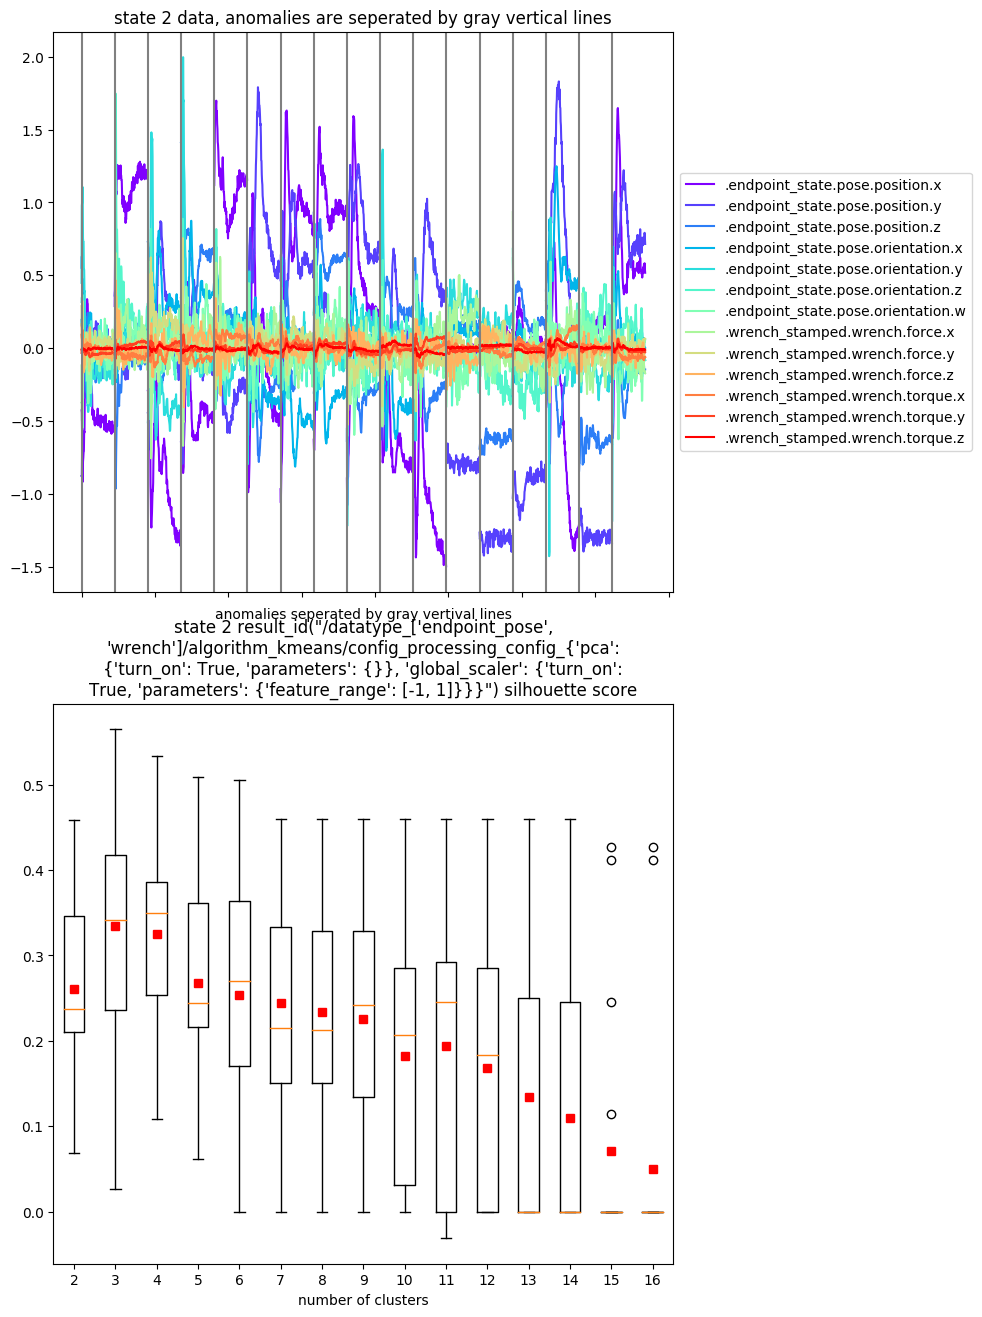 state 2 data, anomalies are seperated by gray vertical lines
2.0
1.5
1.0
0.5
0.0
−0.5
−1.0
−1.5
.endpoint_state.pose.position.x
.endpoint_state.pose.position.y
.endpoint_state.pose.position.z
.endpoint_state.pose.orientation.x
.endpoint_state.pose.orientation.y
.endpoint_state.pose.orientation.z
.endpoint_state.pose.orientation.w
.wrench_stamped.wrench.force.x
.wrench_stamped.wrench.force.y
.wrench_stamped.wrench.force.z
.wrench_stamped.wrench.torque.x
.wrench_stamped.wrench.torque.y
.wrench_stamped.wrench.torque.z
anomalies seperated by gray vertival lines
state 2 result_id("/datatype_['endpoint_pose',
'wrench']/algorithm_kmeans/config_processing_config_{'pca':
{'turn_on': True, 'parameters': {}}, 'global_scaler': {'turn_on':
True, 'parameters': {'feature_range': [-1, 1]}}}") silhouette score
0.5
0.4
0.3
0.2
0.1
0.0
2 3 4 5 6 7 8 9 10 11 12 13 14 15 16
number of clusters